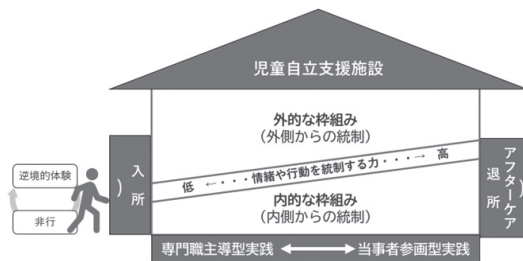 児童自立支援施設
外的な枠組み
（外側からの統制）
低 ←・・・情緒や行動を統制する力・・・→ 高
内的な枠組み
（内側からの統制）
入所
逆境的体験
非行
退所
アフターケア
専門職主導型実践
当事者参画型実践